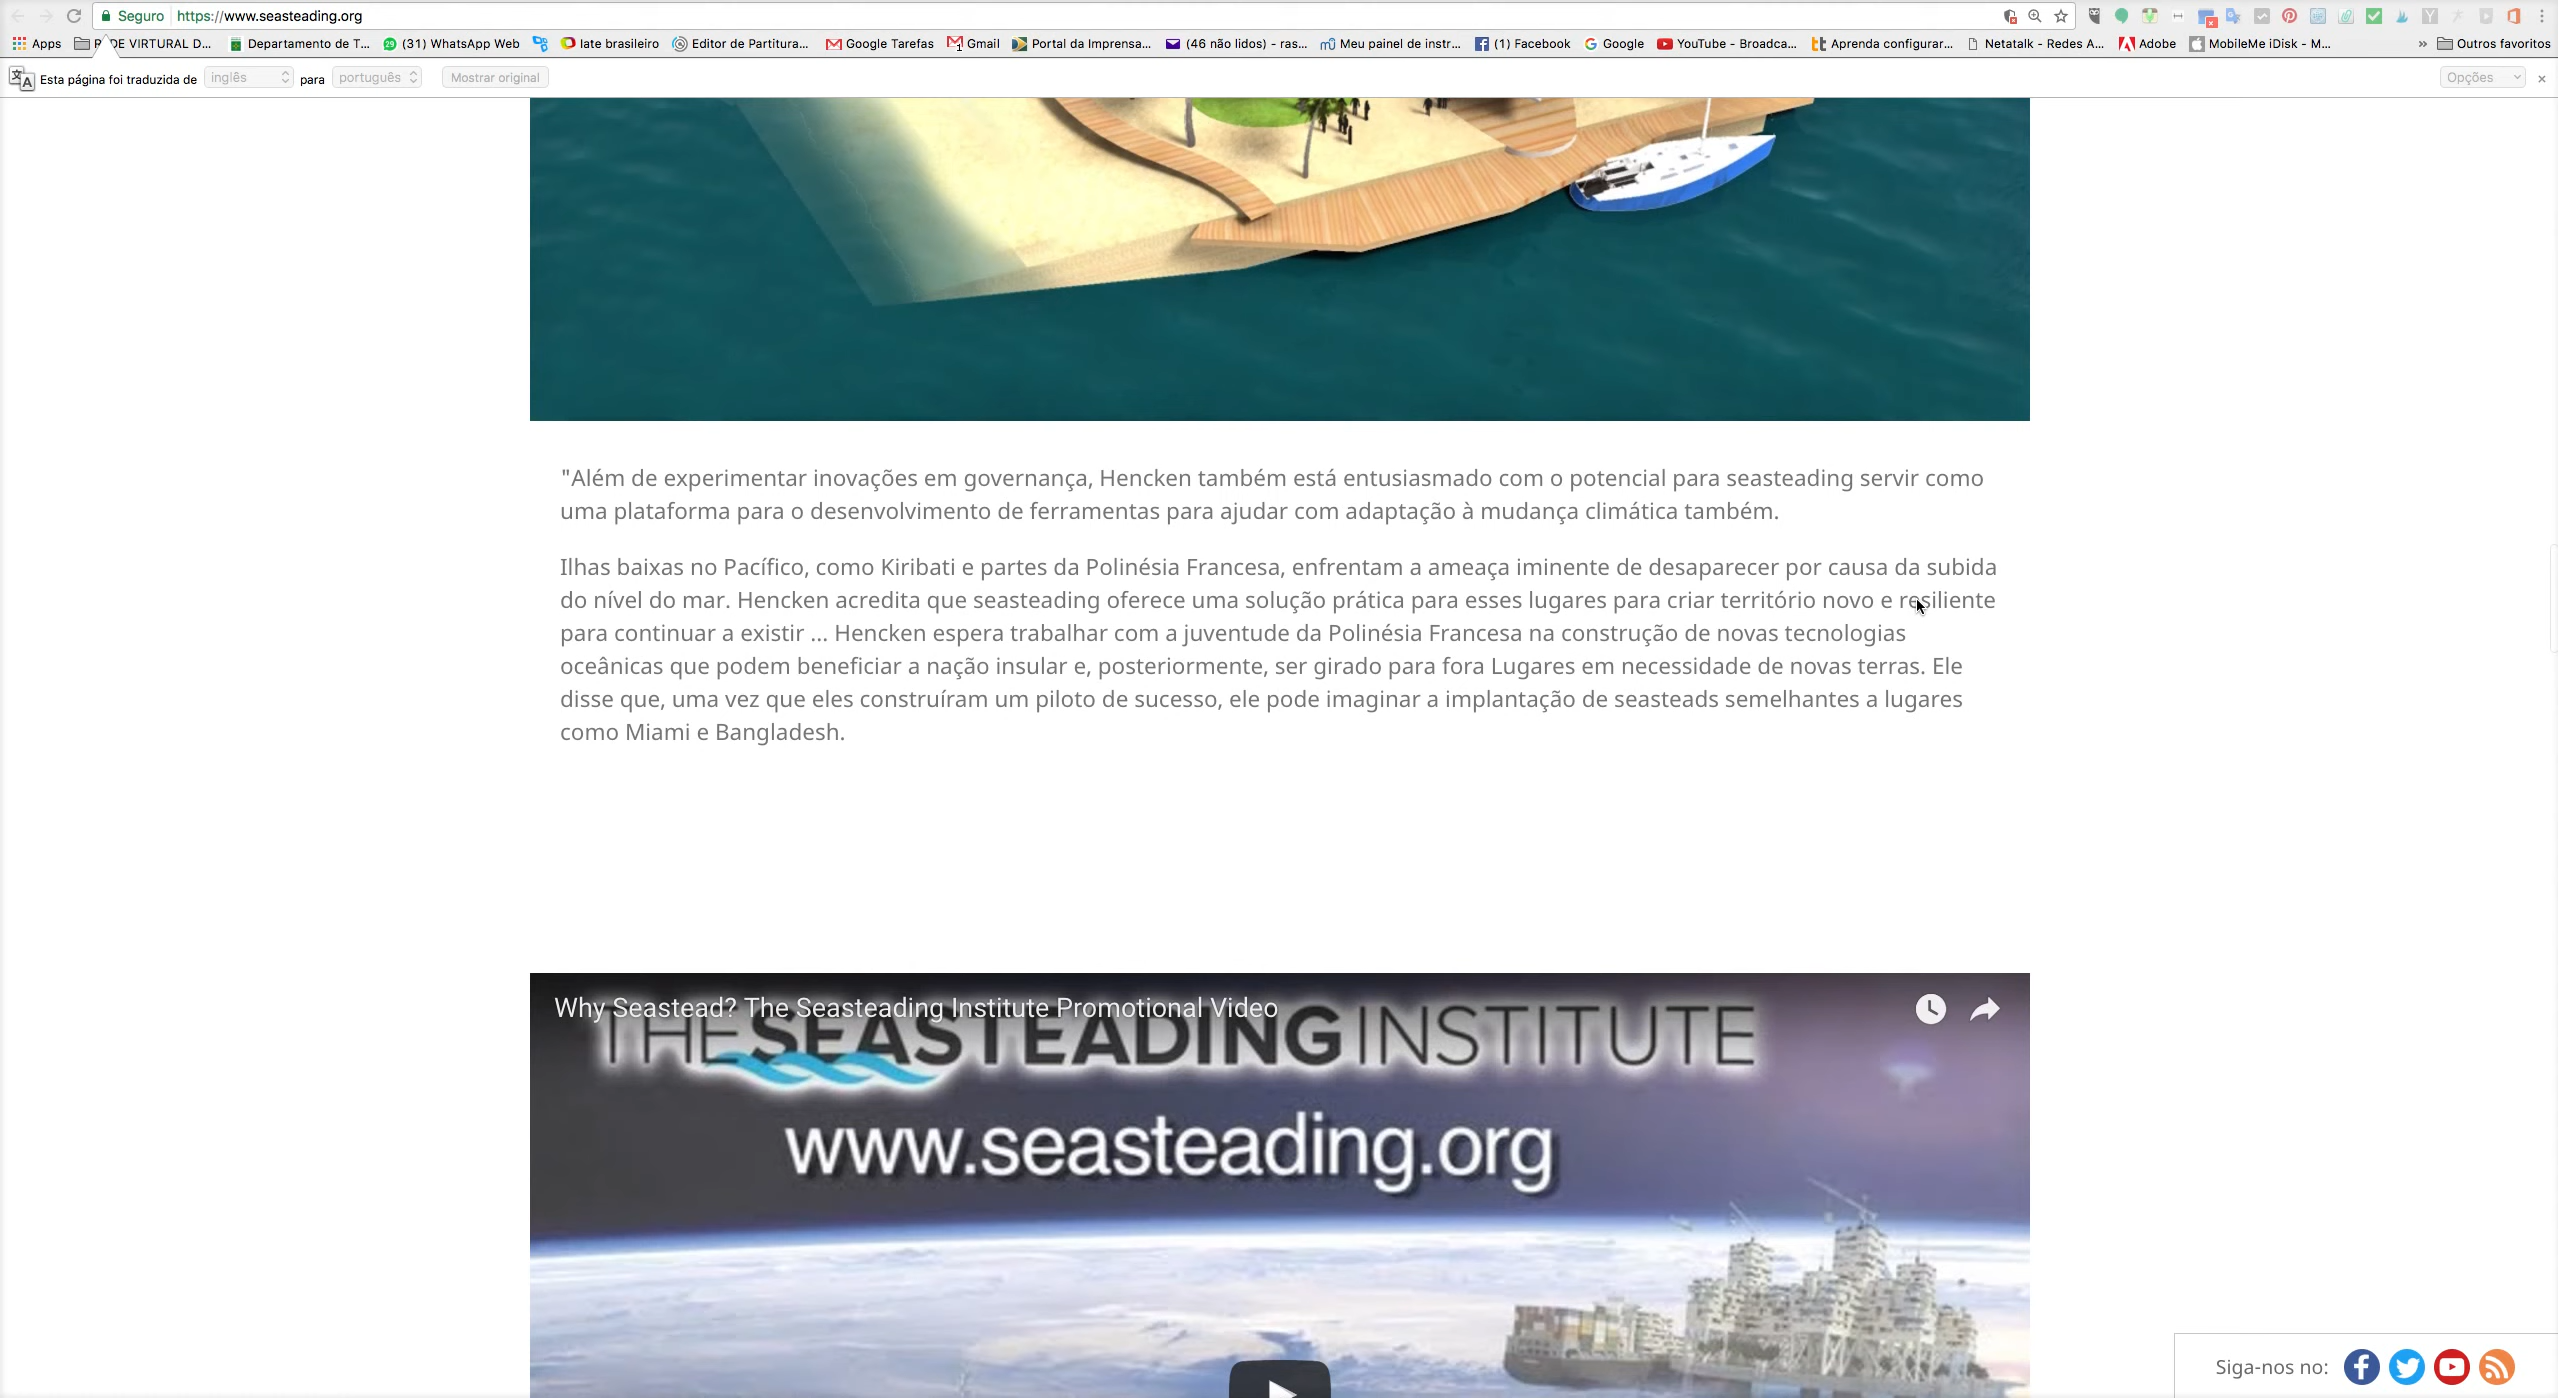 Seguro https://www.seasteading.org
Apps R DE VIRTURAL D... Departamento de T... (31) WhatsApp Web Iate brasileiro Editor de Partitura... Google Tarefas Gmail Portal da Imprensa... (46 não lidos) - ras... Meu painel de instr... (1) Facebook Google YouTube - Broadca... Aprenda configurar... Netatalk - Redes A... Adobe MobileMe iDisk - M... » Outros favoritos
Esta página foi traduzida de inglês para português Mostrar original Opções
"Além de experimentar inovações em governança, Hencken também está entusiasmado com o potencial para seasteading servir como
uma plataforma para o desenvolvimento de ferramentas para ajudar com adaptação à mudança climática também.
Ilhas baixas no Pacífico, como Kiribati e partes da Polinésia Francesa, enfrentam a ameaça iminente de desaparecer por causa da subida
do nível do mar. Hencken acredita que seasteading oferece uma solução prática para esses lugares para criar território novo e resiliente
para continuar a existir ... Hencken espera trabalhar com a juventude da Polinésia Francesa na construção de novas tecnologias
oceânicas que podem beneficiar a nação insular e, posteriormente, ser girado para fora Lugares em necessidade de novas terras. Ele
disse que, uma vez que eles construíram um piloto de sucesso, ele pode imaginar a implantação de seasteads semelhantes a lugares
como Miami e Bangladesh.
Why Seastead? The Seasteading Institute Promotional Video
THESEASTEADINGINSTITUTE
www.seasteading.org
Siga-nos no: